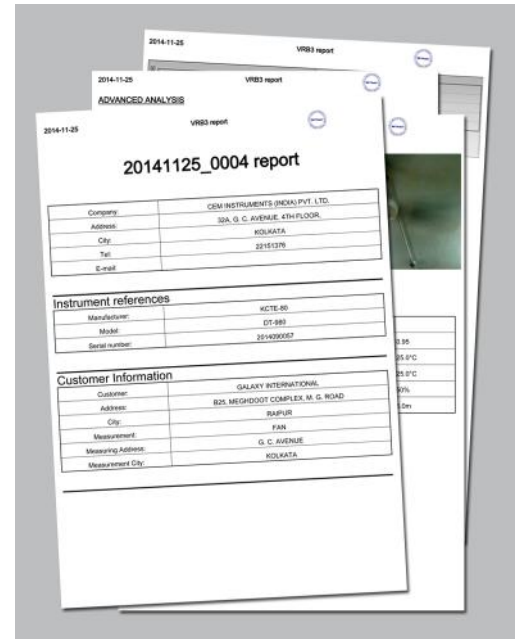 2014-11-25 VRB3 report
2014-11-25 VRB3 report
ADVANCED ANALYSIS
2014-11-25 VRB3 report
20141125_0004 report
Company: CEM INSTRUMENTS (INDIA) PVT. LTD.
Address: 32A, G. C. AVENUE, 4TH FLOOR,
City: KOLKATA
Tel: 22151376
E-mail:
Instrument references
Manufacturer: KCTE-80
Model: DT-980
Serial number: 2014090057
Customer Information
Customer: GALAXY INTERNATIONAL
Address: B25, MEGHDOOT COMPLEX, M. G. ROAD
City: RAIPUR
Measurement: FAN
Measuring Address: G. C. AVENUE
Measurement City: KOLKATA
0.95
25.0°C
25.0°C
50%
.0m